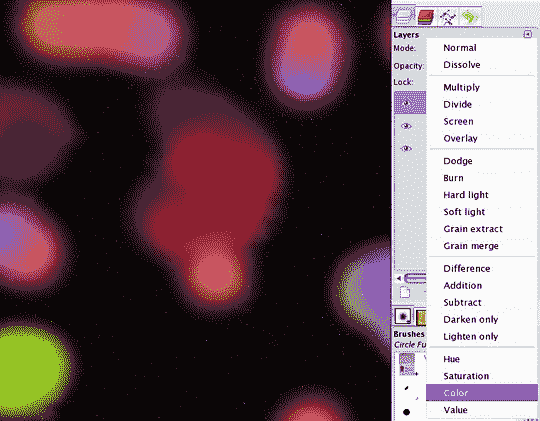 Layers
Mode:
Normal
Opacity:
Dissolve
Lock:
Multiply
Divide
Screen
Overlay
Dodge
Burn
Hard light
Soft light
Grain extract
Grain merge
Difference
Addition
Subtract
Darken only
Lighten only
Brushes
Circle Fu
Hue
Saturation
Color
Value